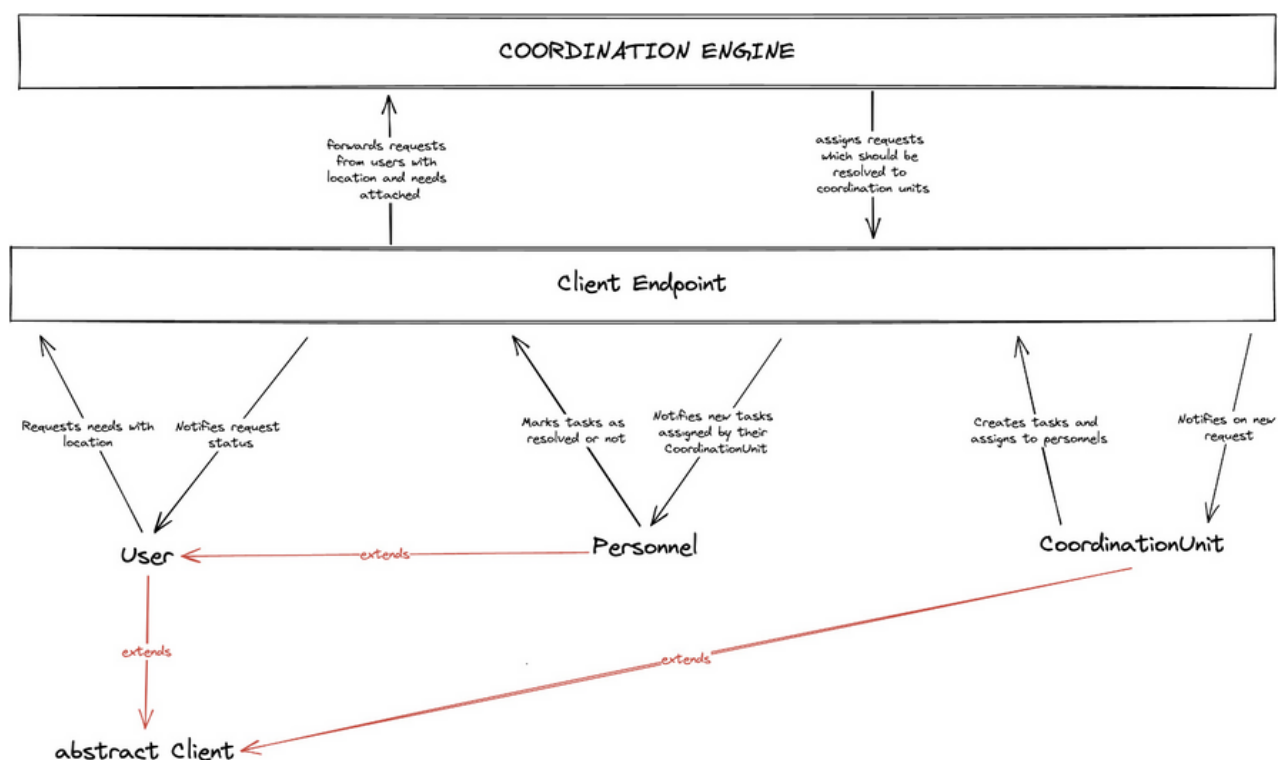 COORDINATION ENGINE
forwards requests
from users with
location and needs
attached
assigns requests
which should be
resolved to
coordination units
Client Endpoint
Requests needs with
location
Notifies request
status
Marks tasks as
resolved or not
Notifies new tasks
assigned by their
CoordinationUnit
Creates tasks and
assigns to personnels
Notifies on new
request
User
extends
Personnel
CoordinationUnit
extends
extends
abstract Client